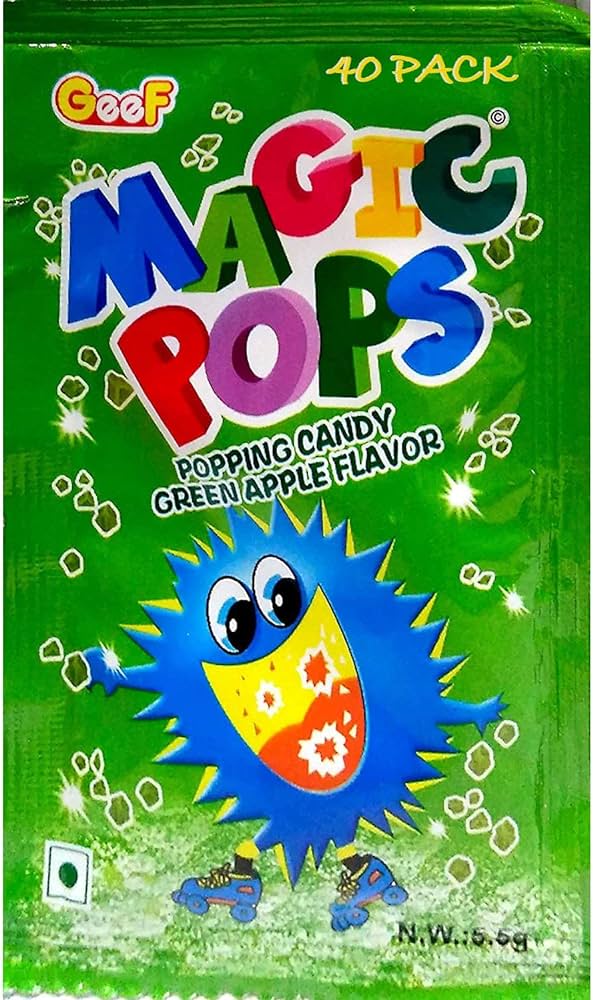 40 PACK
GeeF
MAGIC
©
POPS
POPPING CANDY
GREEN APPLE FLAVOR
N.W.:5.5g